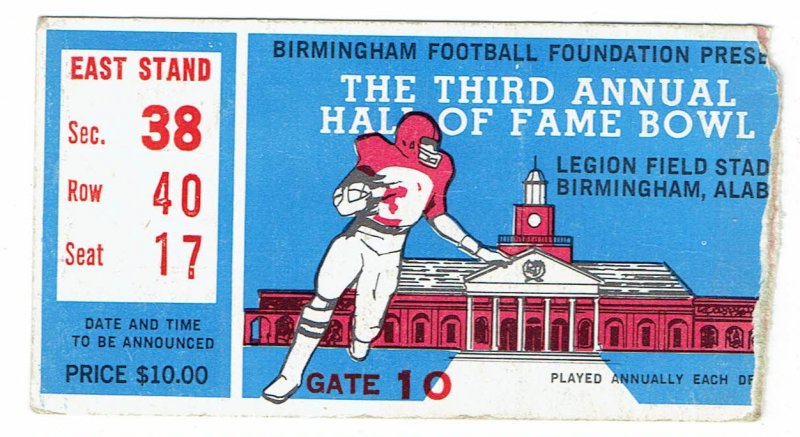 EAST STAND
Sec. 38
Row 40
Seat 17
DATE AND TIME
TO BE ANNOUNCED
PRICE $10.00
BIRMINGHAM FOOTBALL FOUNDATION PRESE
THE THIRD ANNUAL
HALL OF FAME BOWL
LEGION FIELD STAD
BIRMINGHAM, ALAB
GATE 10
PLAYED ANNUALLY EACH DE